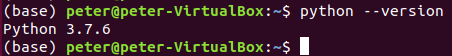 (base) peter@peter-VirtualBox:~$ python --version
Python 3.7.6
(base) peter@peter-VirtualBox:~$